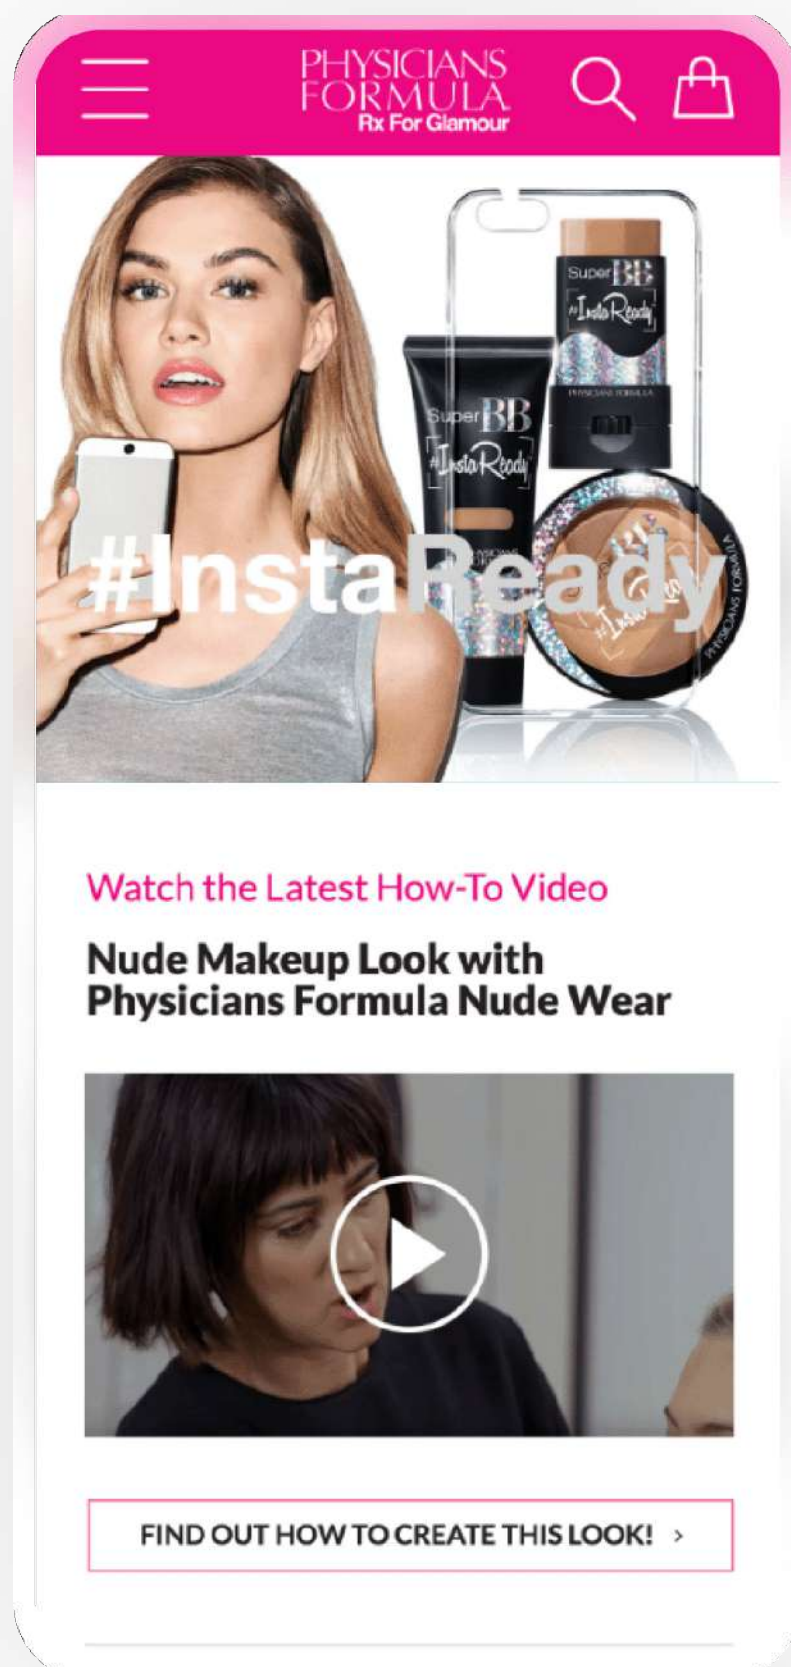 PHYSICIANS
FORMULA
Rx For Glamour
Super BB
#InstaReady
PHYSICIANS FORMULA
Super BB
#InstaReady
#InstaReady
PHYSICIANS FORMULA
Watch the Latest How-To Video
Nude Makeup Look with
Physicians Formula Nude Wear
FIND OUT HOW TO CREATE THIS LOOK! >